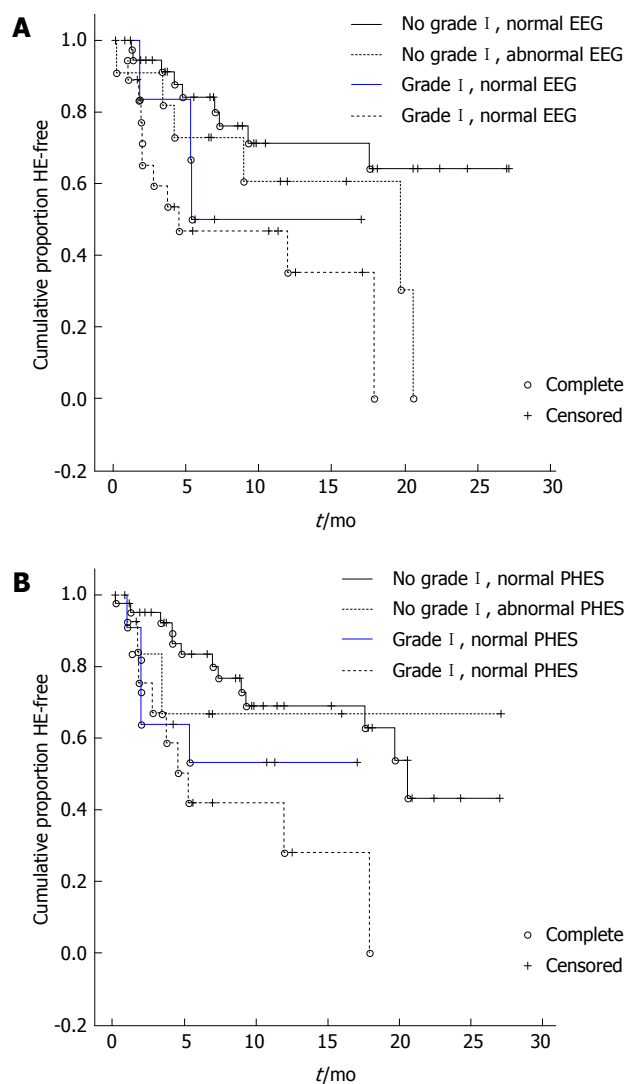 A
No grade Ⅰ, normal EEG
No grade Ⅰ, abnormal EEG
Grade Ⅰ, normal EEG
Grade Ⅰ, normal EEG
1.0
0.8
0.6
0.4
0.2
0.0
-0.2
Cumulative proportion HE-free
Complete
Censored
0 5 10 15 20 25 30
t/mo
B
No grade Ⅰ, normal PHES
No grade Ⅰ, abnormal PHES
Grade Ⅰ, normal PHES
Grade Ⅰ, normal PHES
1.0
0.8
0.6
0.4
0.2
0.0
-0.2
Cumulative proportion HE-free
Complete
Censored
0 5 10 15 20 25 30
t/mo